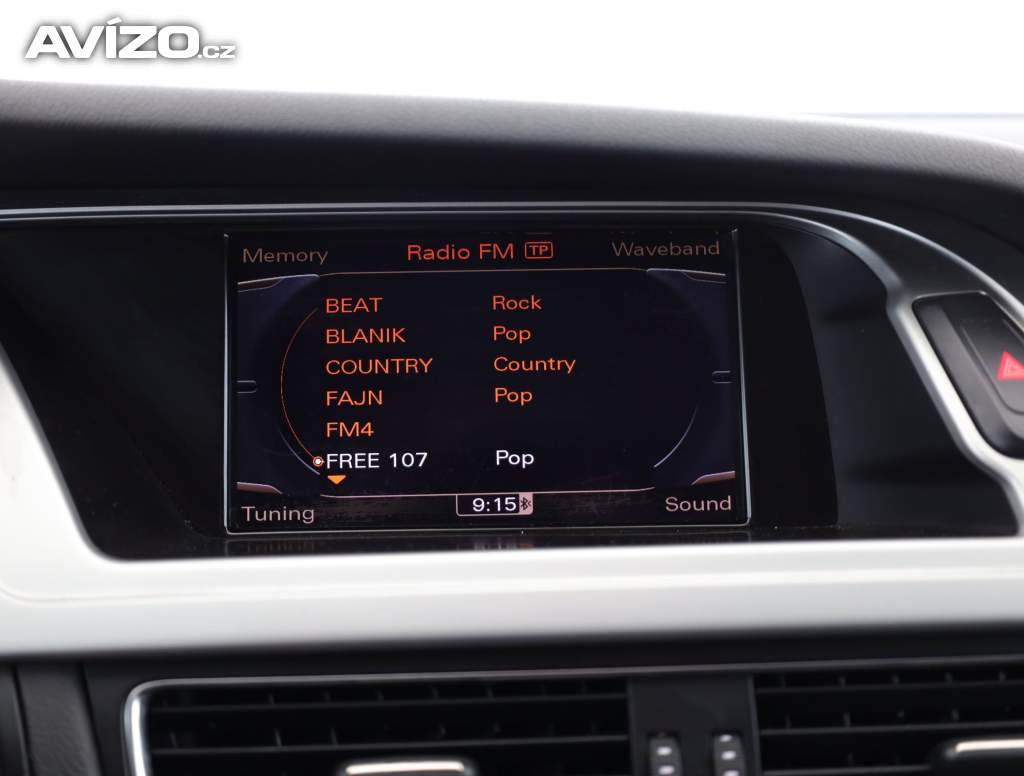 AVÍZO.cz
Memory Radio FM TP Waveband
BEAT Rock
BLANIK Pop
COUNTRY Country
FAJN Pop
FM4
FREE 107 Pop
Tuning 9:15 Sound